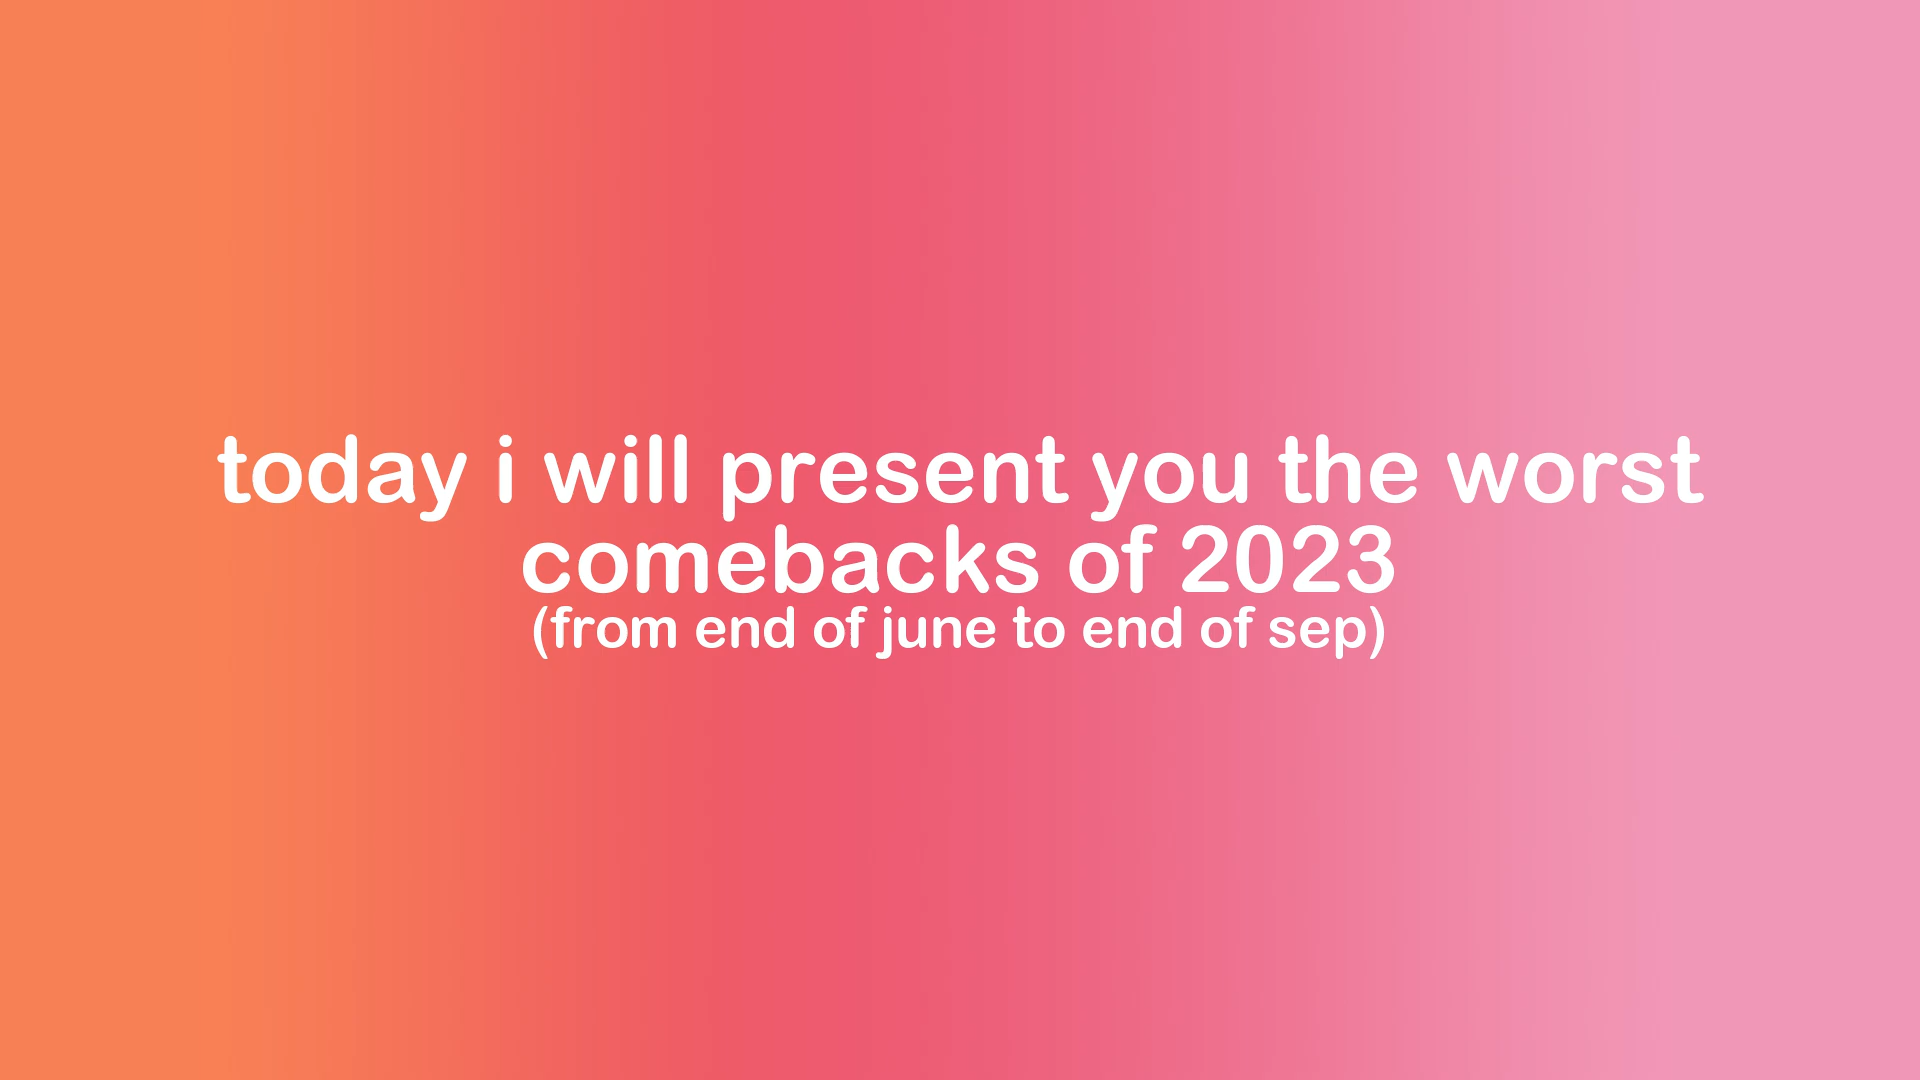 today i will present you the worst
comebacks of 2023
(from end of june to end of sep)